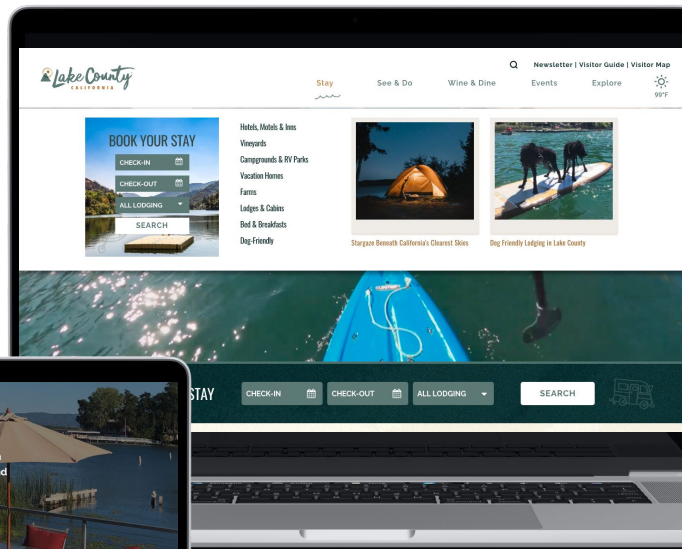 Newsletter | Visitor Guide | Visitor Map
Lake County
CALIFORNIA
Stay
See & Do
Wine & Dine
Events
Explore
99°F
BOOK YOUR STAY
CHECK-IN
CHECK-OUT
ALL LODGING
SEARCH
Hotels, Motels & Inns
Vineyards
Campgrounds & RV Parks
Vacation Homes
Farms
Lodges & Cabins
Bed & Breakfasts
Dog-Friendly
Stargaze Beneath California's Clearest Skies
Dog Friendly Lodging in Lake County
STAY
CHECK-IN
CHECK-OUT
ALL LODGING
SEARCH